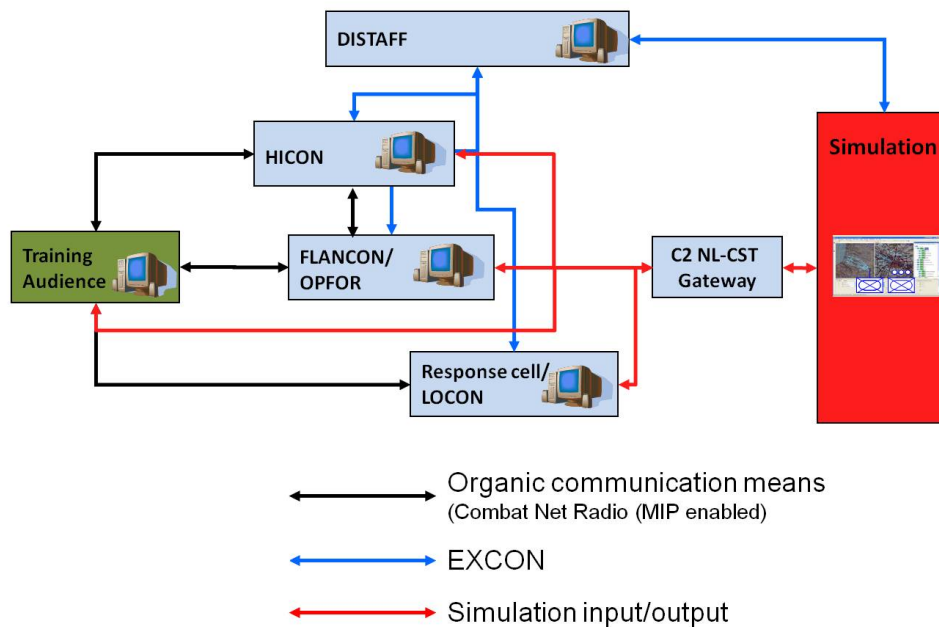 DISTAFF
HICON
Simulation
Training
Audience
FLANCON/
OPFOR
C2 NL-CST
Gateway
Response cell/
LOCON
Organic communication means
(Combat Net Radio (MIP enabled)
EXCON
Simulation input/output